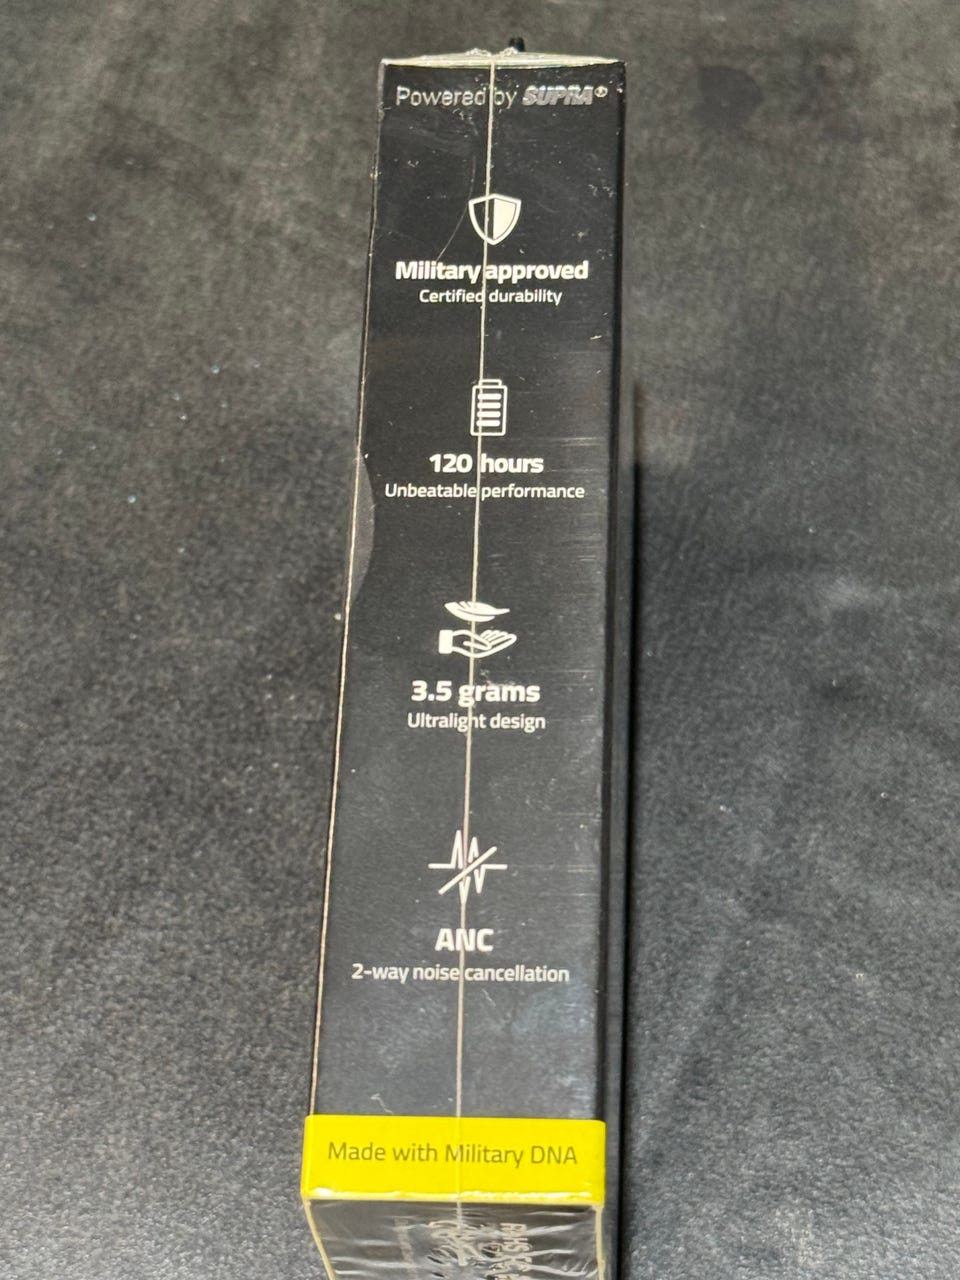 Powered by SUPRA®
Military approved
Certified durability
120 hours
Unbeatable performance
3.5 grams
Ultralight design
ANC
2-way noise cancellation
Made with Military DNA